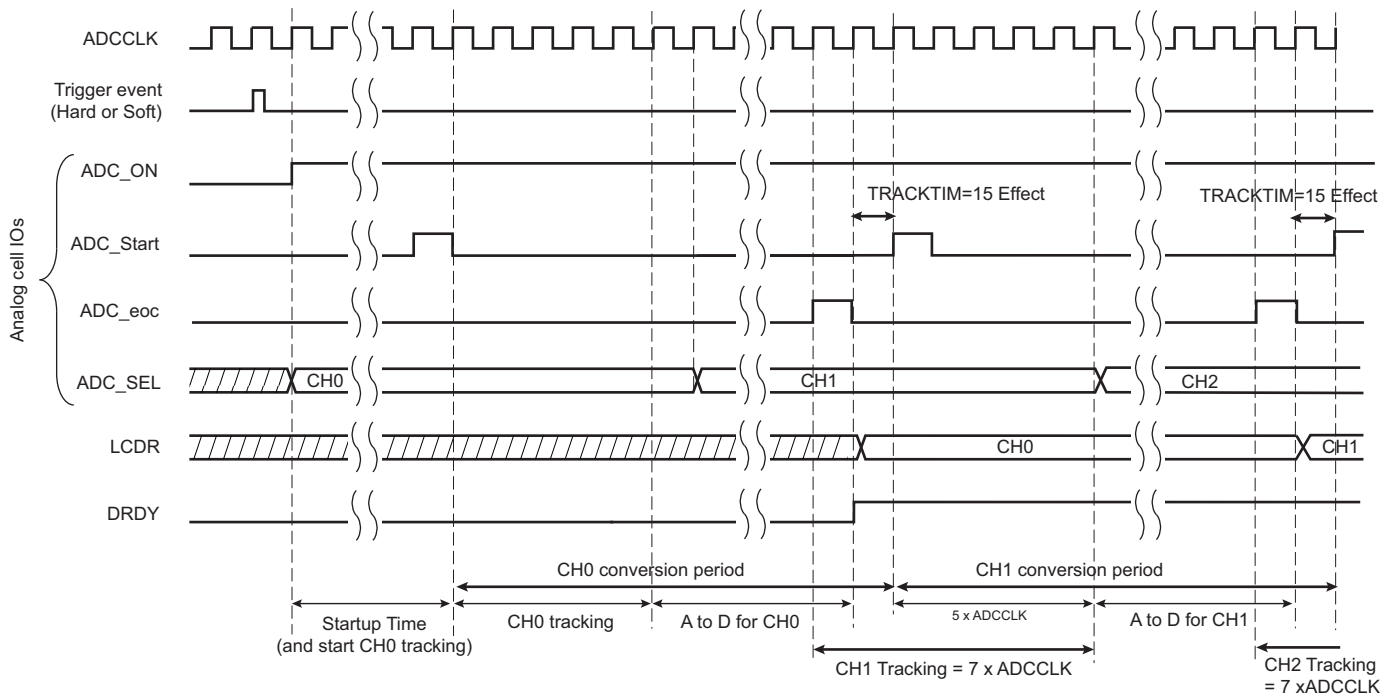 ADCCLK
Trigger event
(Hard or Soft)
Analog cell IOs
ADC_ON
TRACKTIM=15 Effect
TRACKTIM=15 Effect
ADC_Start
ADC_eoc
ADC_SEL
CH0
CH1
CH2
LCDR
CH0
CH1
DRDY
CH0 conversion period
CH1 conversion period
Startup Time
(and start CH0 tracking)
CH0 tracking
A to D for CH0
5 x ADCCLK
A to D for CH1
CH1 Tracking = 7 x ADCCLK
CH2 Tracking
= 7 xADCCLK